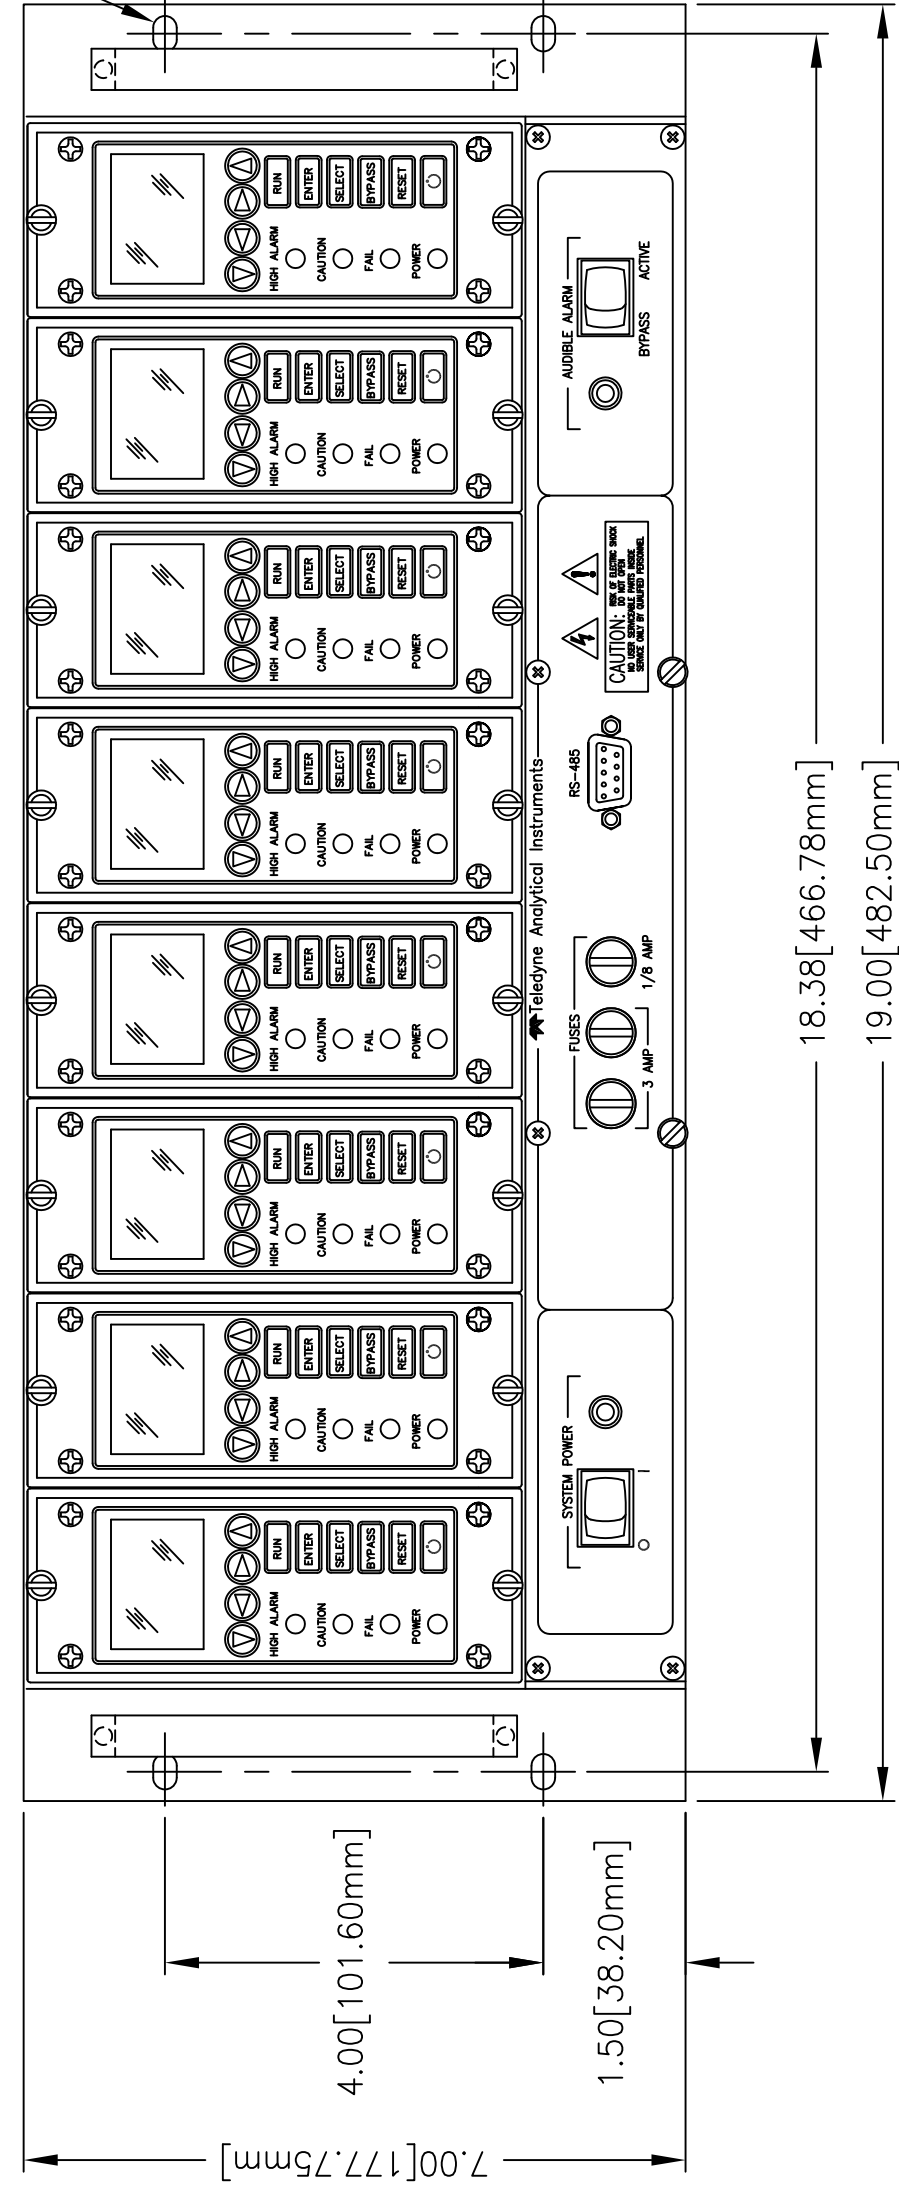 HIGH ALARM
RUN
ENTER
CAUTION
SELECT
FAIL
BYPASS
RESET
POWER
HIGH ALARM
RUN
ENTER
CAUTION
SELECT
FAIL
BYPASS
RESET
POWER
HIGH ALARM
RUN
ENTER
CAUTION
SELECT
FAIL
BYPASS
RESET
POWER
HIGH ALARM
RUN
ENTER
CAUTION
SELECT
FAIL
BYPASS
RESET
POWER
HIGH ALARM
RUN
ENTER
CAUTION
SELECT
FAIL
BYPASS
RESET
POWER
HIGH ALARM
RUN
ENTER
CAUTION
SELECT
FAIL
BYPASS
RESET
POWER
HIGH ALARM
RUN
ENTER
CAUTION
SELECT
FAIL
BYPASS
RESET
POWER
HIGH ALARM
RUN
ENTER
CAUTION
SELECT
FAIL
BYPASS
RESET
POWER
Teledyne Analytical Instruments
SYSTEM POWER
FUSES
3 AMP
1/8 AMP
RS-485
CAUTION: RISK OF ELECTRIC SHOCK
DO NOT OPEN
NO USER SERVICEABLE PARTS INSIDE
SERVICE ONLY BY QUALIFIED PERSONNEL
AUDIBLE ALARM
BYPASS
ACTIVE
7.00[177.75mm]
4.00[101.60mm]
1.50[38.20mm]
18.38[466.78mm]
19.00[482.50mm]